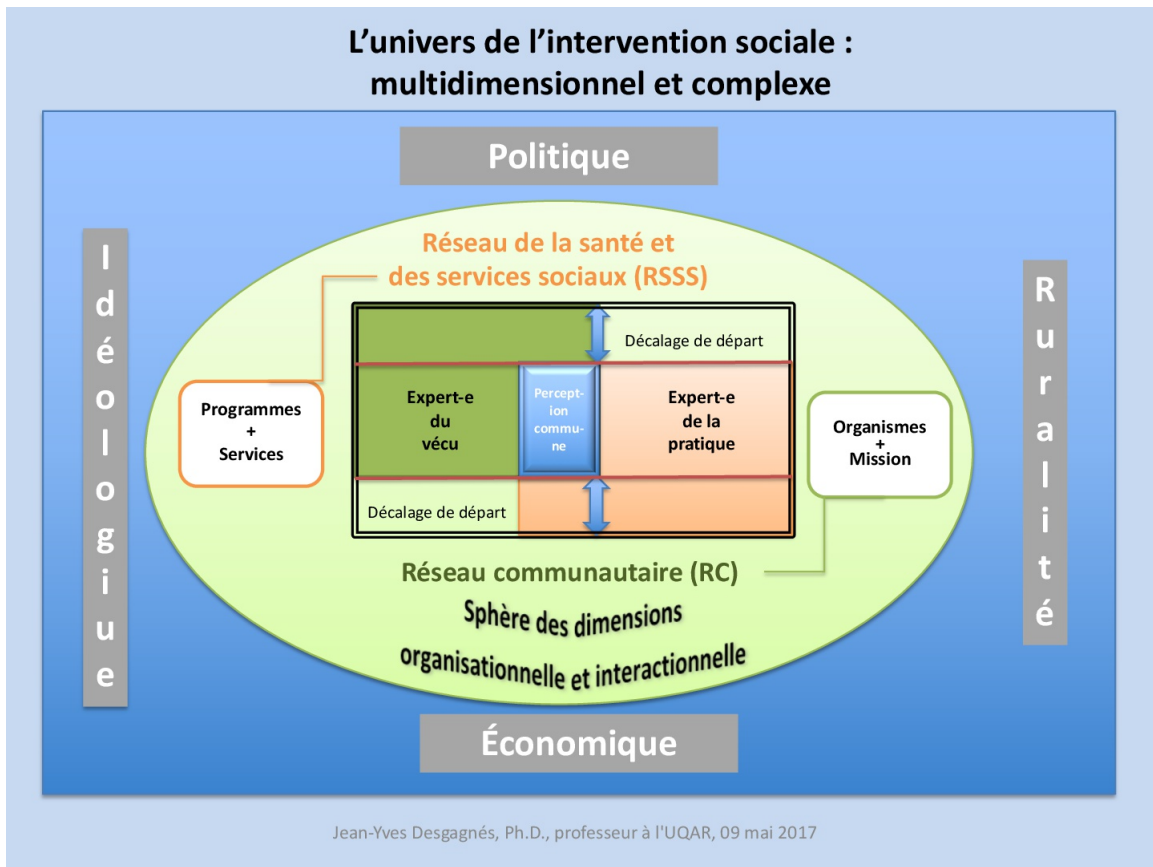 L'univers de l'intervention sociale :
multidimensionnel et complexe
Politique
Idéologiue
Ruralité
Réseau de la santé et
des services sociaux (RSSS)
Décalage de départ
Programmes
+
Services
Expert-e
du
vécu
Percept-
ion
commu-
ne
Expert-e
de la
pratique
Organismes
+
Mission
Décalage de départ
Réseau communautaire (RC)
Sphère des dimensions
organisationnelle et interactionnelle
Économique
Jean-Yves Desgagnés, Ph.D., professeur à l'UQAR, 09 mai 2017